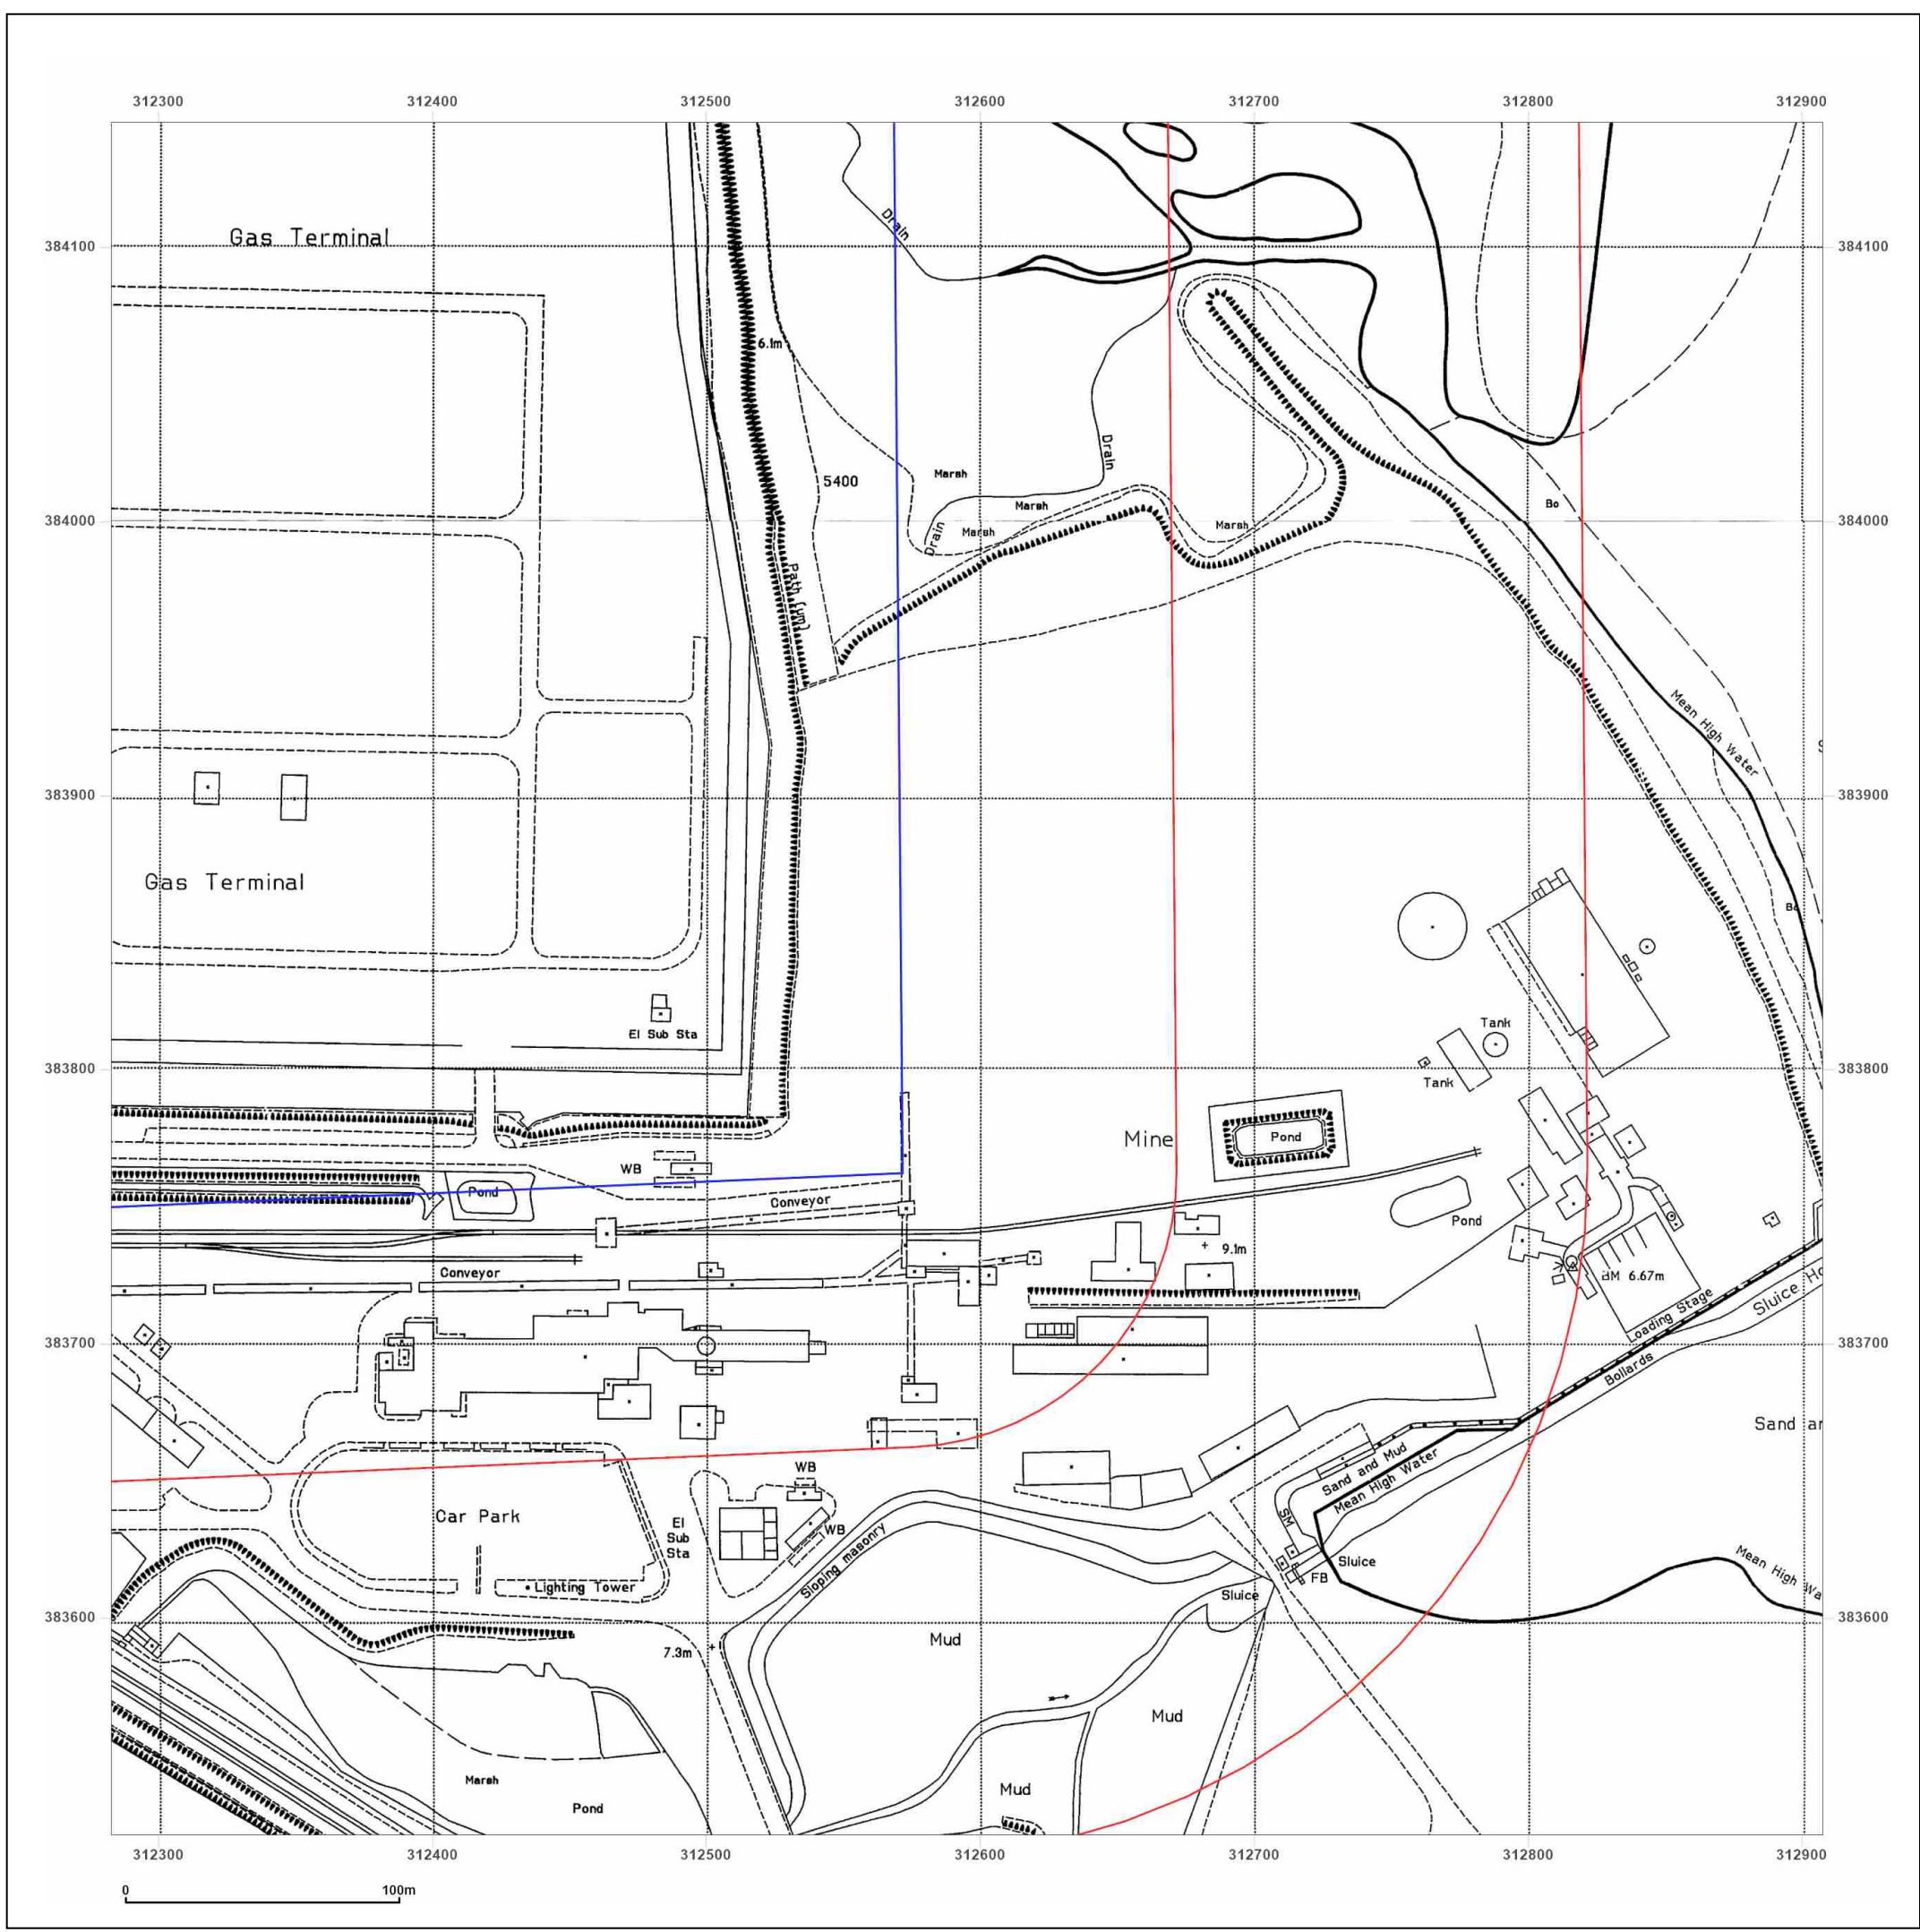 312300 312400 312500 312600 312700 312800 312900
Drain
Gas Terminal
384100 384100
6.1m
Drain
Marsh
5400
Marsh
Bo
384000 384000
Marsh
Drain
Marsh
Path (um)
Mean High Water
383900 383900
Gas Terminal
Tank
El Sub Sta
383800 383800
Tank
Mine
Pond
WB
Pond
Conveyor
Pond
9.1m
Conveyor
BM 6.67m
Sluice
Loading Stage
383700 383700
Bollards
Sand
Sand and Mud
WB
Mean High Water
Car Park
SM
El
Sub
Sta
WB
Sloping masonry
Sluice
Mean High
FB
Lighting Tower
Sluice
383600 383600
Mud
7.3m
Mud
Marsh
Mud
Pond
312300 312400 312500 312600 312700 312800 312900
0 100m